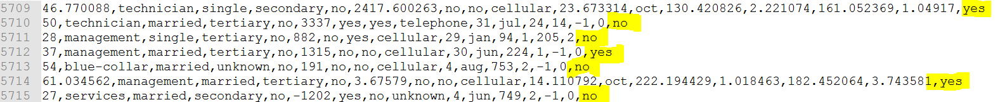 5709 46.770088,technician,single,secondary,no,2417.600263,no,no,cellular,23.673314,oct,130.420826,2.221074,161.052369,1.04917,yes
5710 50,technician,married,tertiary,no,3337,yes,yes,telephone,31,jul,24,14,-1,0,no
5711 28,management,single,tertiary,no,882,no,yes,cellular,29,jan,94,1,205,2,no
5712 37,management,married,tertiary,no,1315,no,no,cellular,30,jun,224,1,-1,0,yes
5713 54,blue-collar,married,unknown,no,191,no,no,cellular,4,aug,753,2,-1,0,no
5714 61.034562,management,married,tertiary,no,3.67579,no,no,cellular,14.110792,oct,222.194429,1.018463,182.452064,3.743581,yes
5715 27,services,married,secondary,no,-1202,yes,no,unknown,4,jun,749,2,-1,0,no